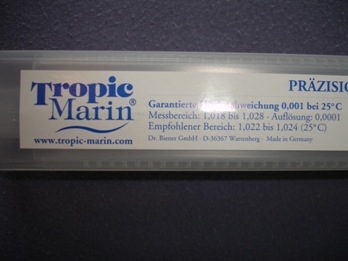 Tropic
Marin®
www.tropic-marin.com
PRÄZISIO
Garantierte abweichung 0,001 bei 25°C
Messbereich: 1,018 bis 1,028 - Auflösung: 0,0001
Empfohlener Bereich: 1,022 bis 1,024 (25°C)
Dr. Biener GmbH · D-36367 Wartenberg · Made in Germany